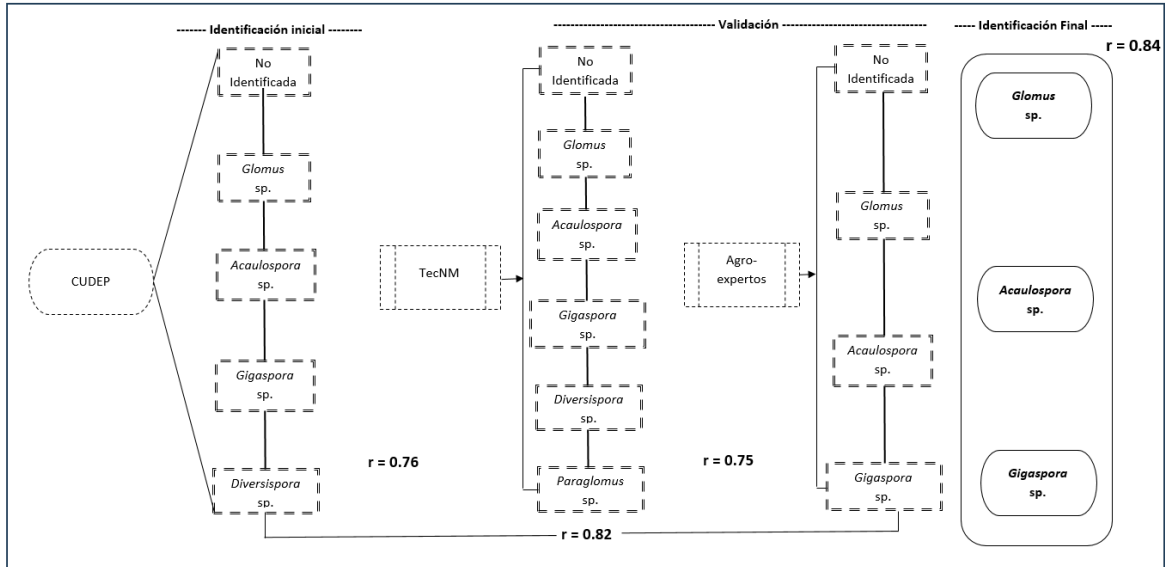 ------- Identificación inicial --------
---------------------------------------- Validación -----------------------------------
----- Identificación Final -----
r = 0.84
CUDEP
No
Identificada
Glomus
sp.
Acaulospora
sp.
Gigaspora
sp.
Diversispora
sp.
r = 0.76
TecNM
No
Identificada
Glomus
sp.
Acaulospora
sp.
Gigaspora
sp.
Diversispora
sp.
Paraglomus
sp.
r = 0.75
Agro-
expertos
No
Identificada
Glomus
sp.
Acaulospora
sp.
Gigaspora
sp.
r = 0.82
Glomus
sp.
Acaulospora
sp.
Gigaspora
sp.